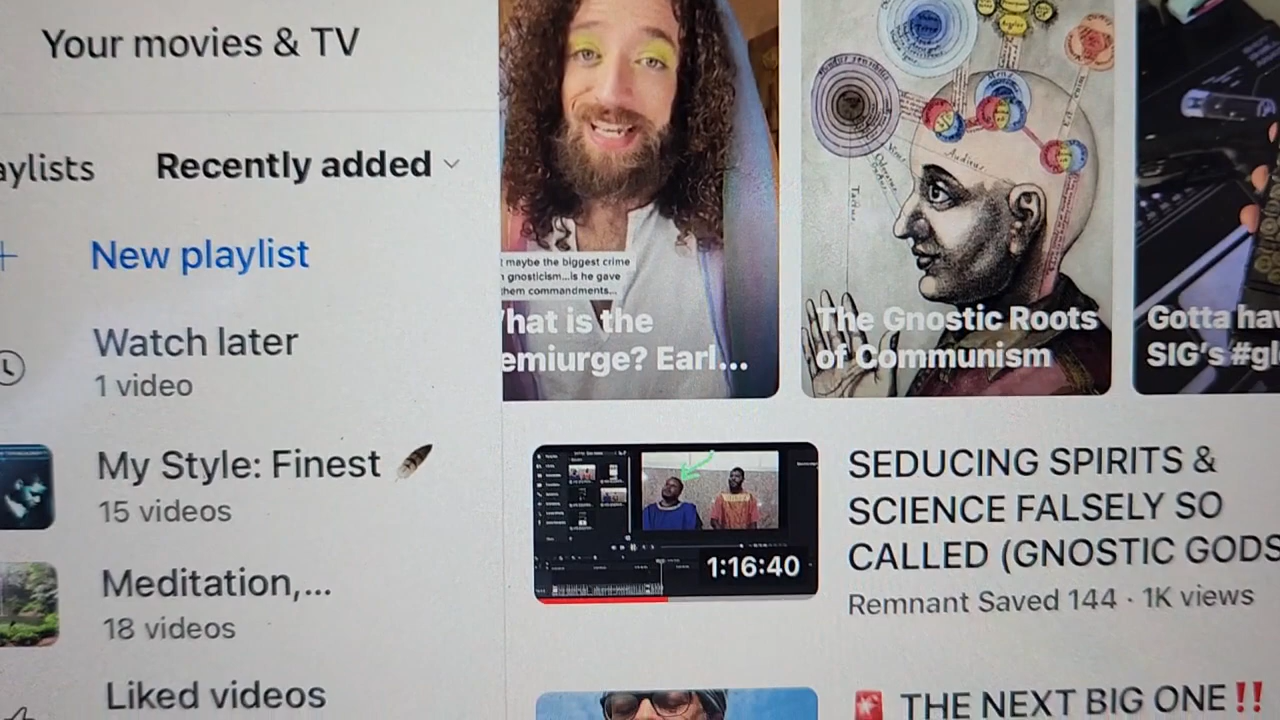 Your movies & TV
aylists
Recently added
New playlist
Watch later
1 video
My Style: Finest
15 videos
Meditation,...
18 videos
Liked videos
maybe the biggest crime
gnosticism...is he gave
them commandments...
hat is the
emiurge? Earl...
The Gnostic Roots
of Communism
Gotta hav
SIG's #gl
1:16:40
SEDUCING SPIRITS &
SCIENCE FALSELY SO
CALLED (GNOSTIC GODS
Remnant Saved 144 · 1K views
THE NEXT BIG ONE‼